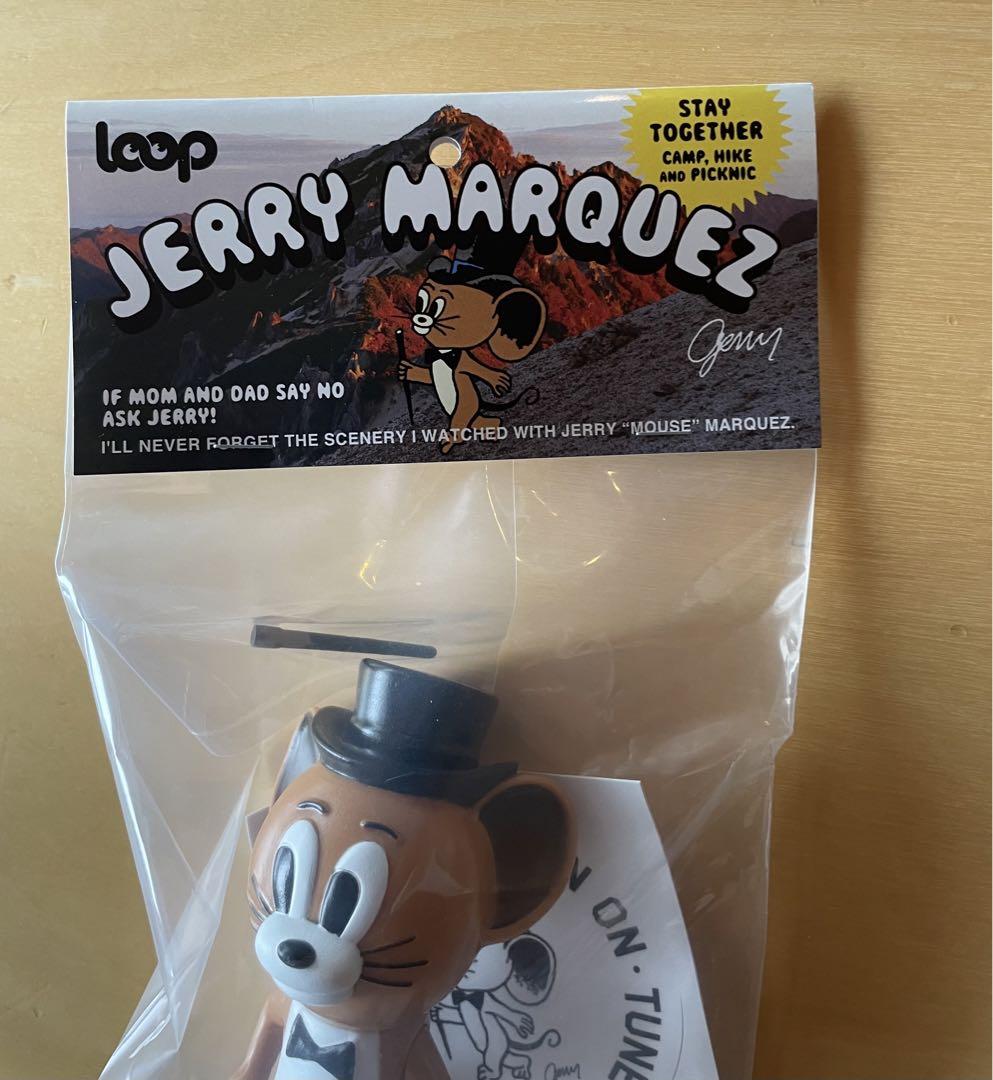 loop
STAY
TOGETHER
CAMP, HIKE
AND PICKNIC
JERRY MARQUEZ
Jerry
IF MOM AND DAD SAY NO
ASK JERRY!
I'LL NEVER FORGET THE SCENERY I WATCHED WITH JERRY “MOUSE” MARQUEZ.
ON · TUNE
Jerry